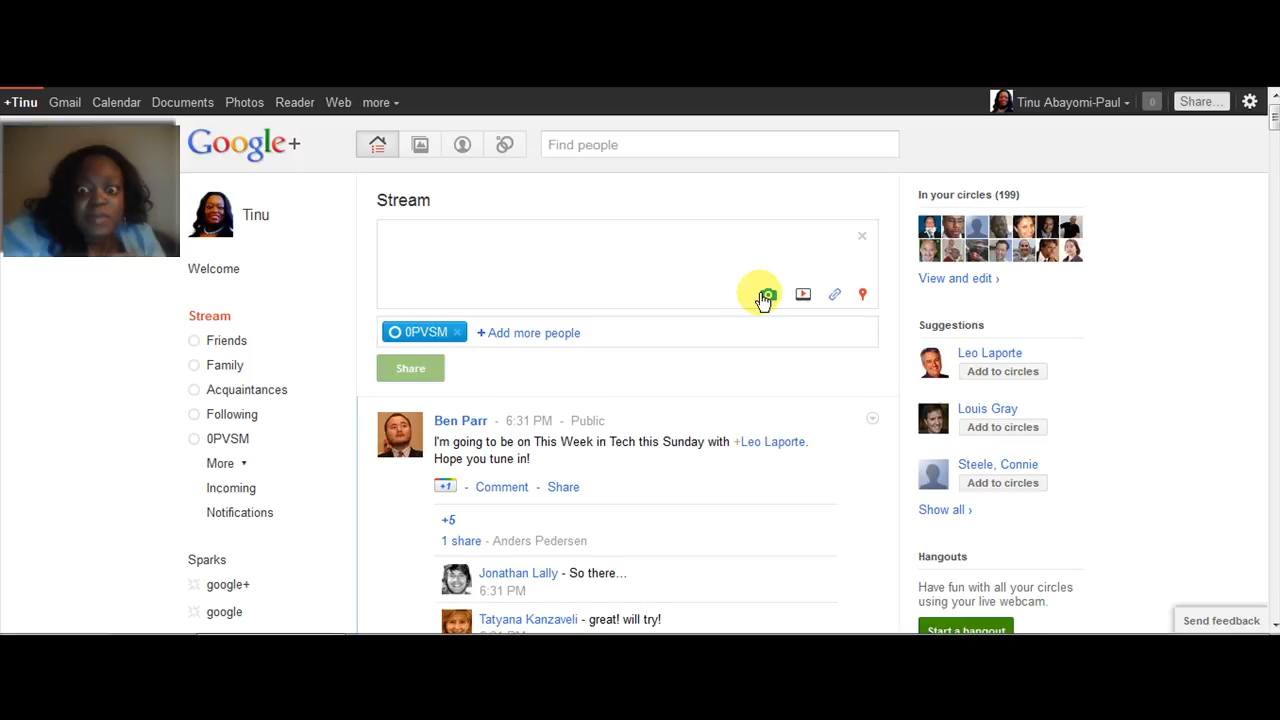 +Tinu Gmail Calendar Documents Photos Reader Web more
Tinu Abayomi-Paul 0 Share...
Google+
Find people
Tinu
Welcome
Stream
Friends
Family
Acquaintances
Following
0PVSM
More
Incoming
Notifications
Sparks
google+
google
Stream
0PVSM × + Add more people
Share
Ben Parr - 6:31 PM - Public
I'm going to be on This Week in Tech this Sunday with +Leo Laporte.
Hope you tune in!
+1 - Comment - Share
+5
1 share - Anders Pedersen
Jonathan Lally - So there...
6:31 PM
Tatyana Kanzaveli - great! will try!
In your circles (199)
View and edit ›
Suggestions
Leo Laporte
Add to circles
Louis Gray
Add to circles
Steele, Connie
Add to circles
Show all ›
Hangouts
Have fun with all your circles
using your live webcam.
Start a hangout
Send feedback